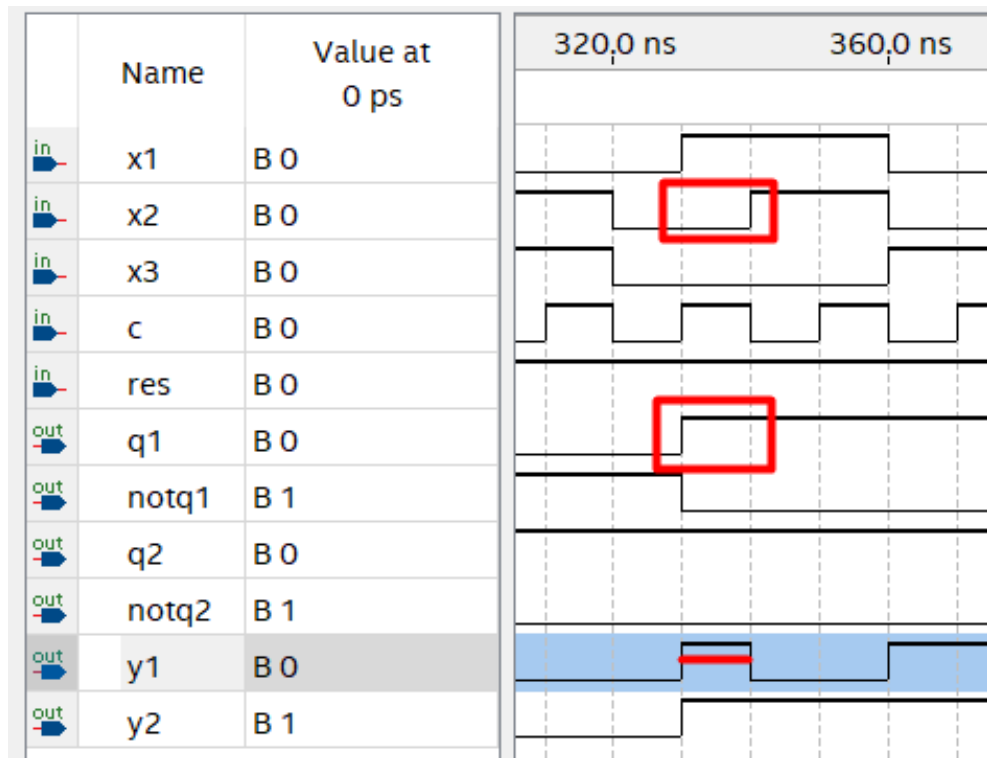 Name Value at 0 ps 320,0 ns 360,0 ns
in x1 B 0
in x2 B 0
in x3 B 0
in c B 0
in res B 0
out q1 B 0
out notq1 B 1
out q2 B 0
out notq2 B 1
out y1 B 0
out y2 B 1